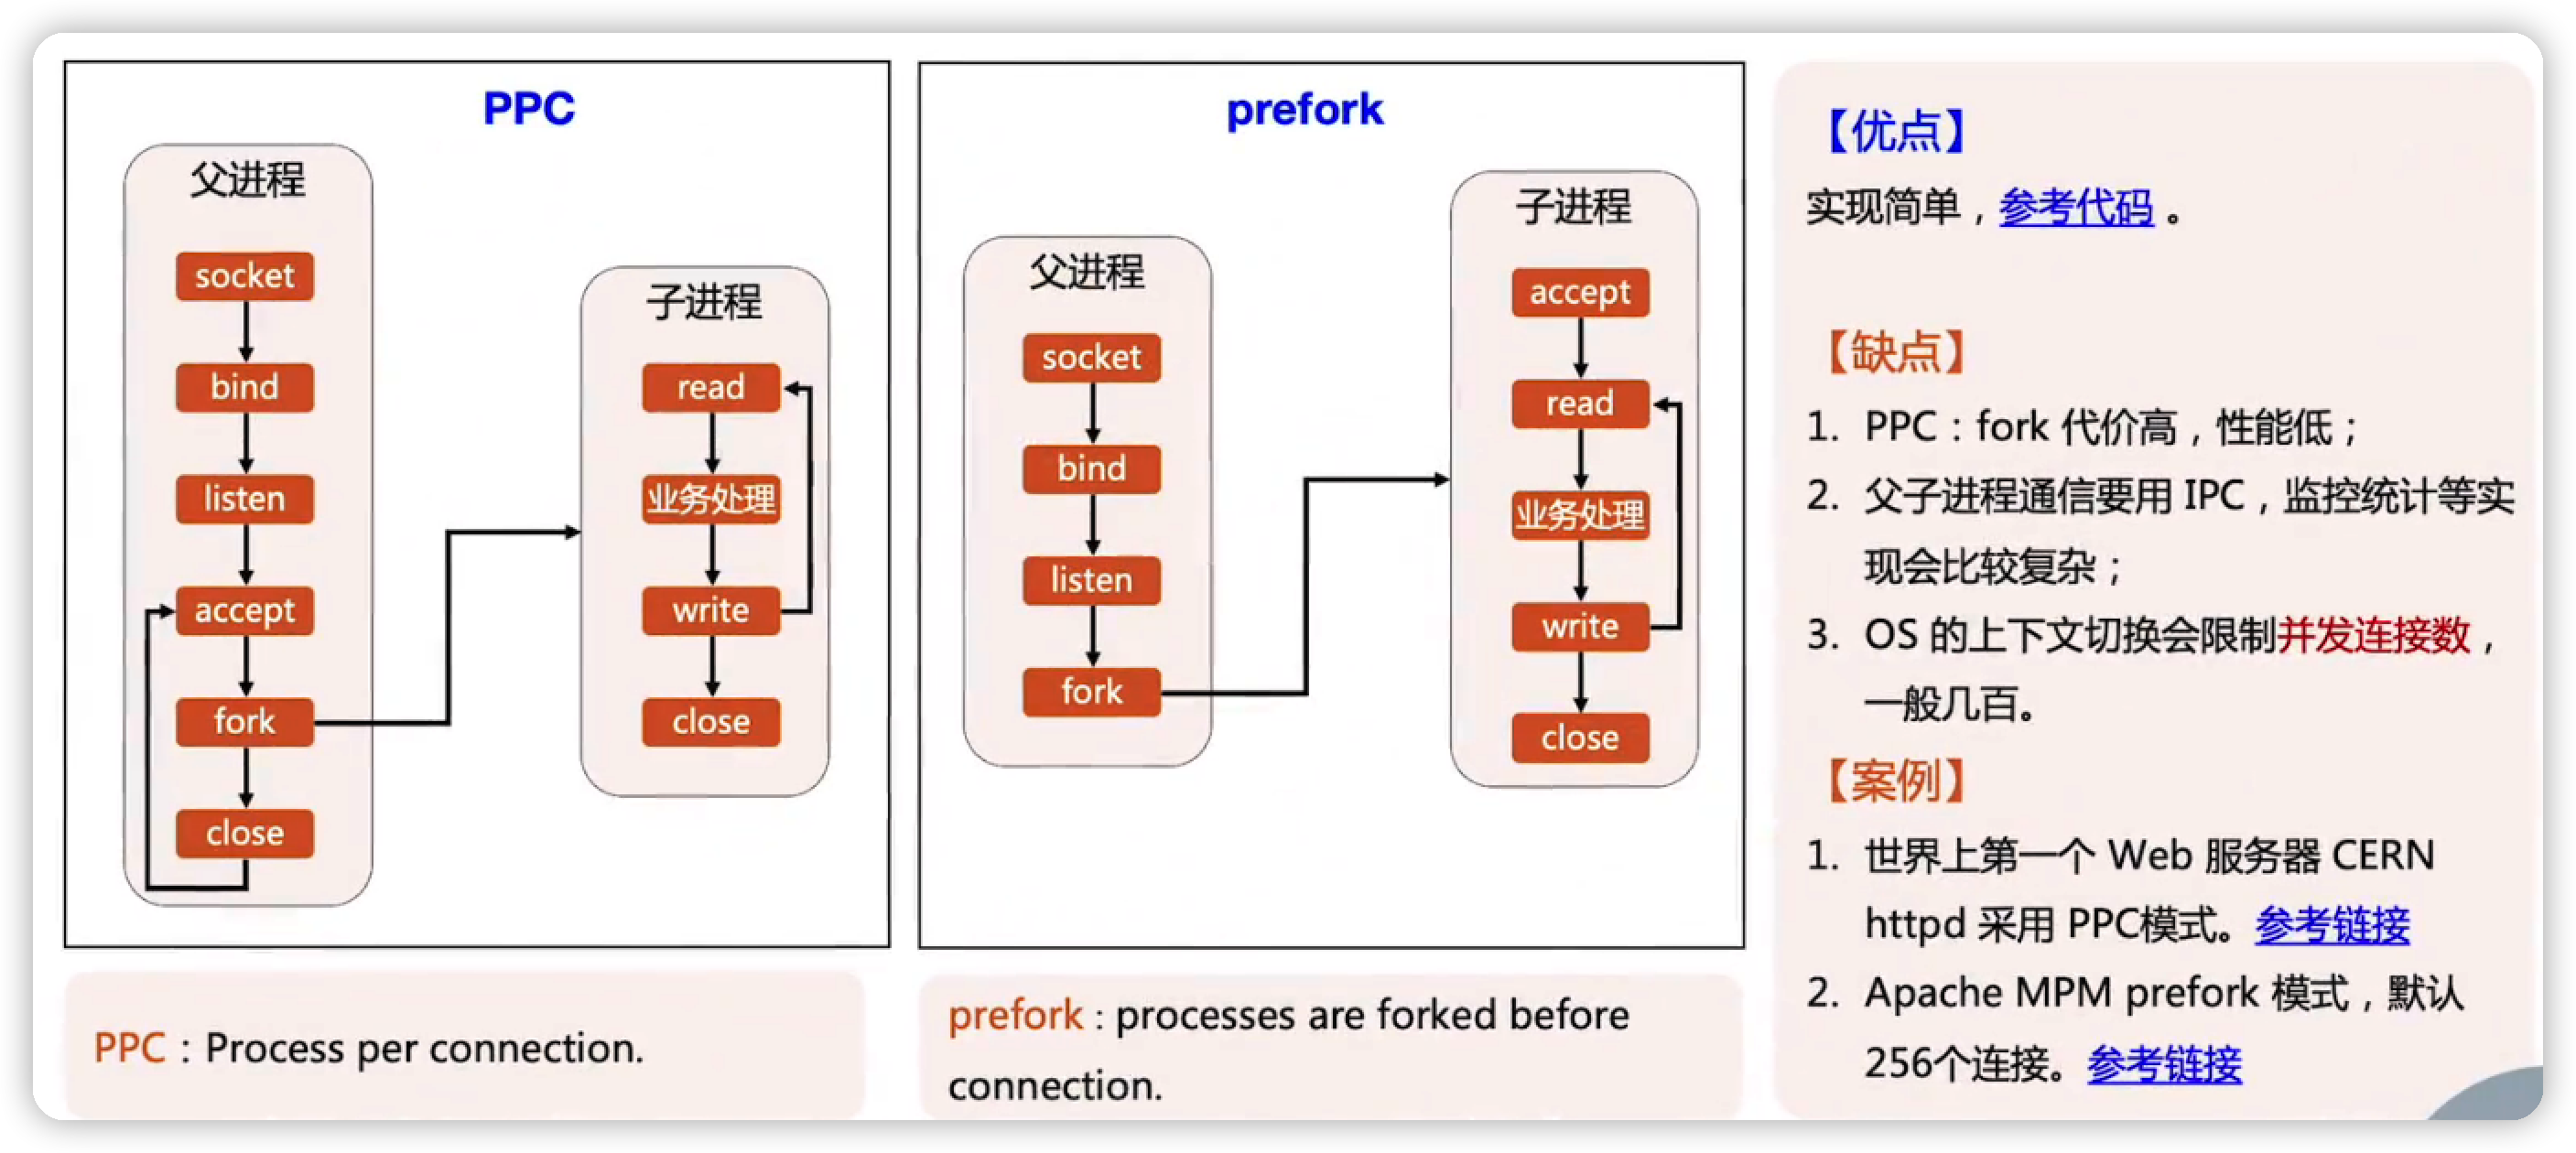 PPC
父进程
socket
bind
listen
accept
fork
close
子进程
read
业务处理
write
close
PPC：Process per connection.
prefork
父进程
socket
bind
listen
fork
子进程
accept
read
业务处理
write
close
prefork : processes are forked before
connection.
【优点】
实现简单，参考代码 。
【缺点】
1. PPC：fork 代价高，性能低；
2. 父子进程通信要用 IPC，监控统计等实
现会比较复杂；
3. OS 的上下文切换会限制并发连接数，
一般几百。
【案例】
1. 世界上第一个 Web 服务器 CERN
httpd 采用 PPC模式。参考链接
2. Apache MPM prefork 模式，默认
256个连接。参考链接